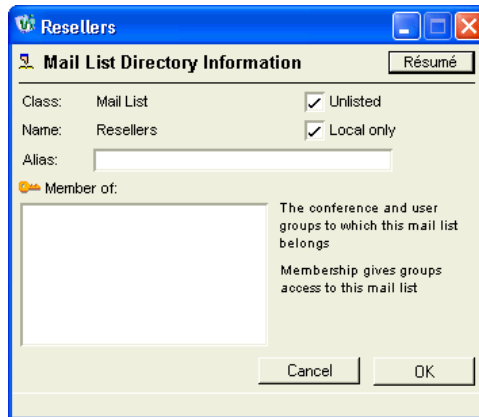 Resellers
Mail List Directory Information
Résumé
Class: Mail List
Unlisted
Name: Resellers
Local only
Alias:
Member of:
The conference and user
groups to which this mail list
belongs
Membership gives groups
access to this mail list
Cancel
OK